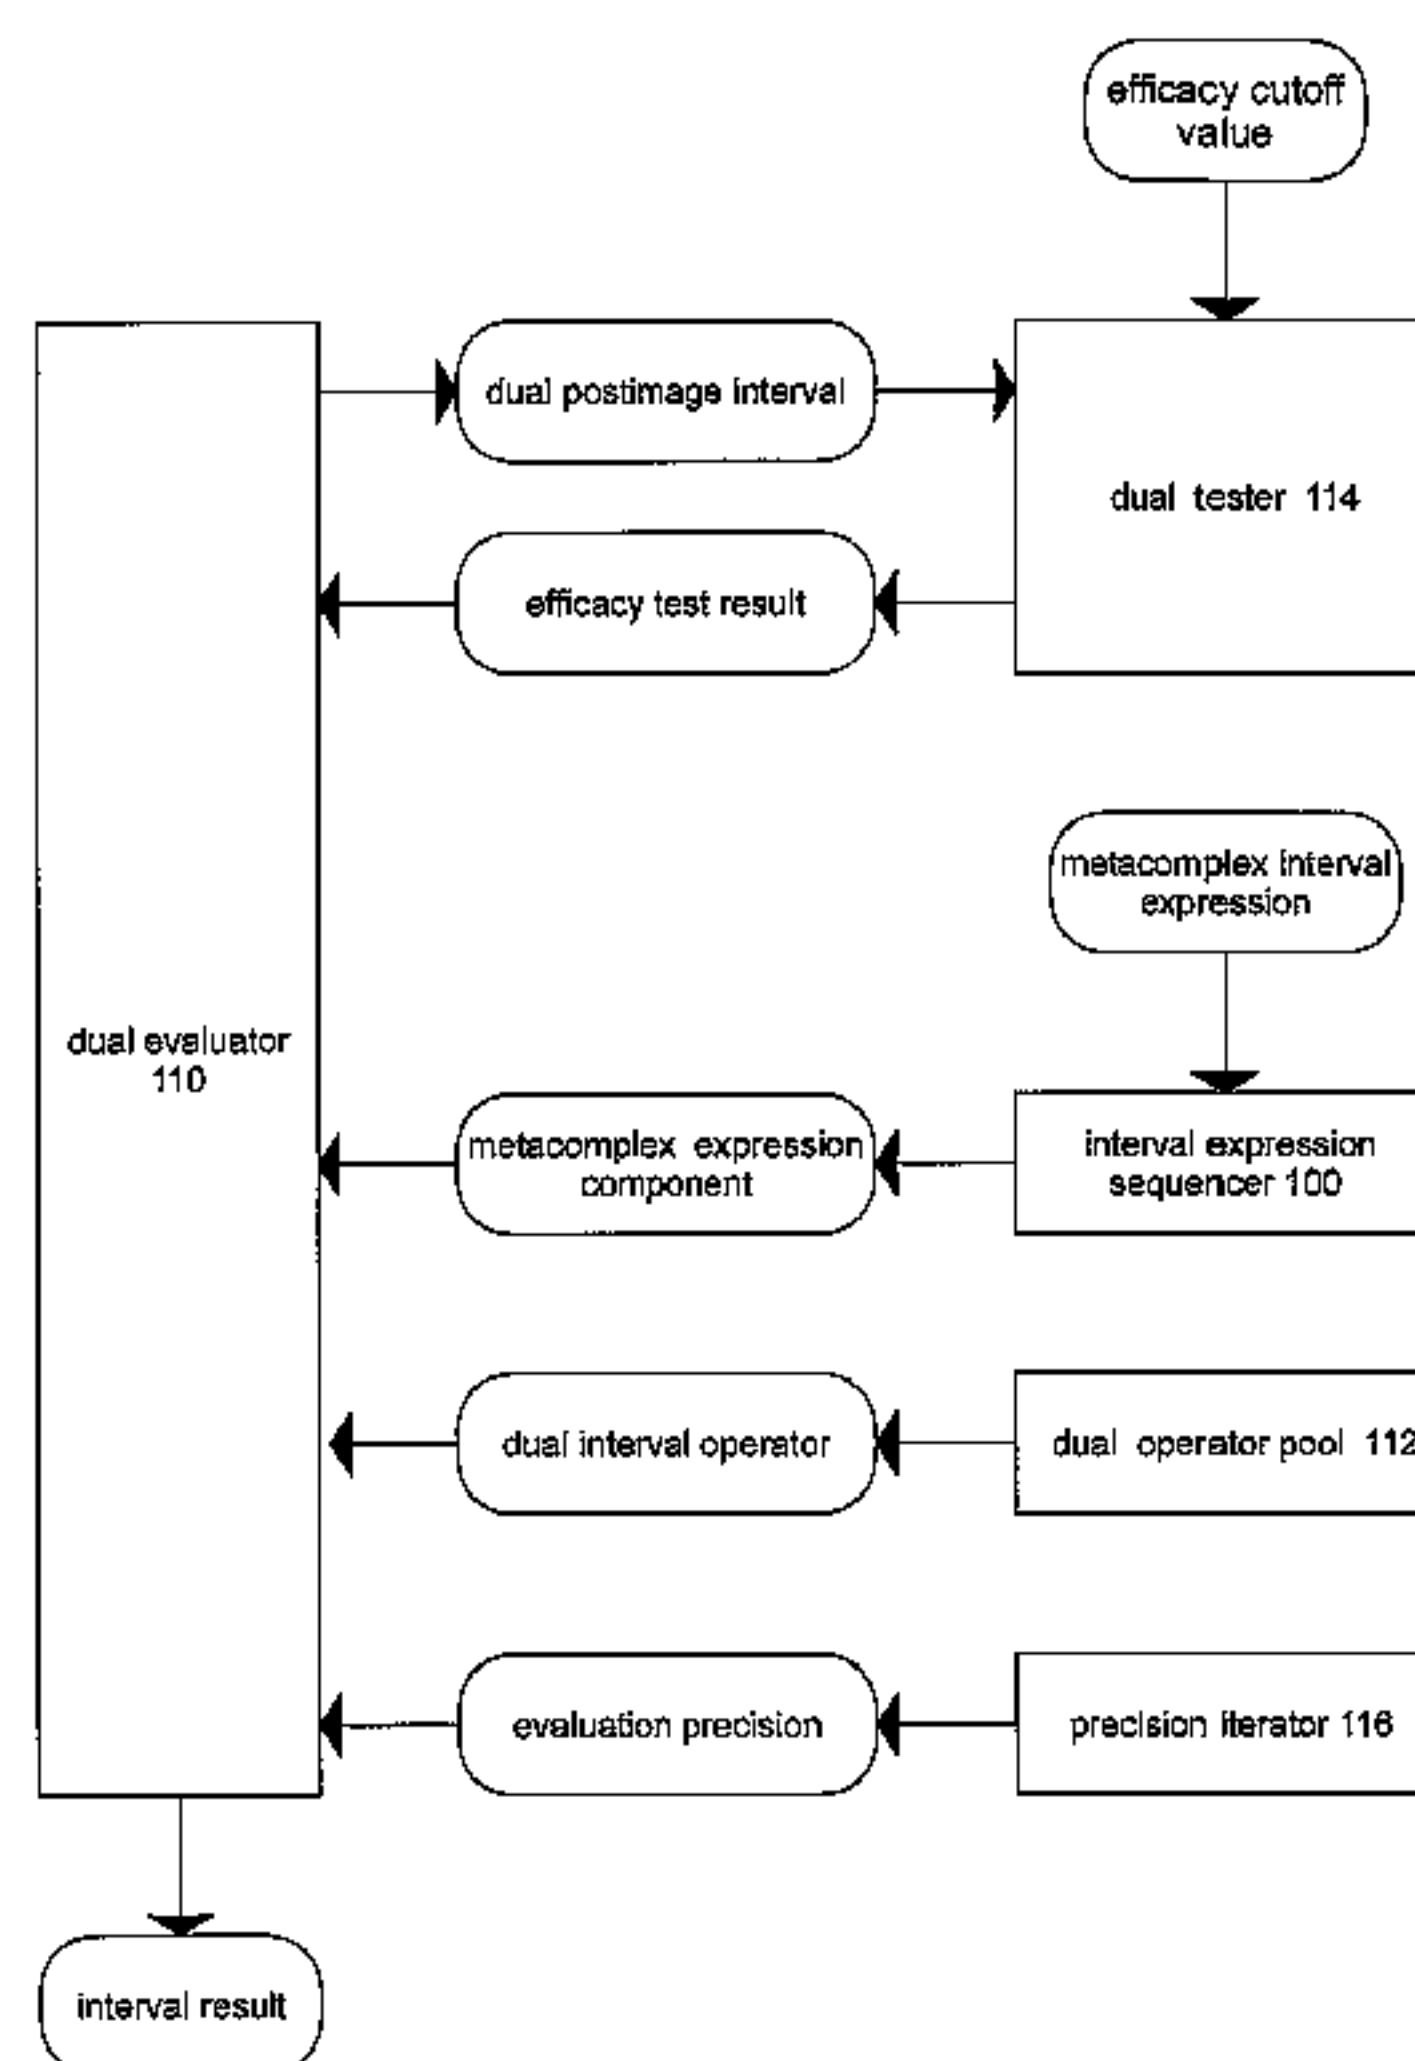 efficacy cutoff
value
dual postimage interval
dual tester 114
efficacy test result
metacomplex interval
expression
dual evaluator
110
metacomplex expression
component
interval expression
sequencer 100
dual interval operator
dual operator pool 112
evaluation precision
precision iterator 116
interval result